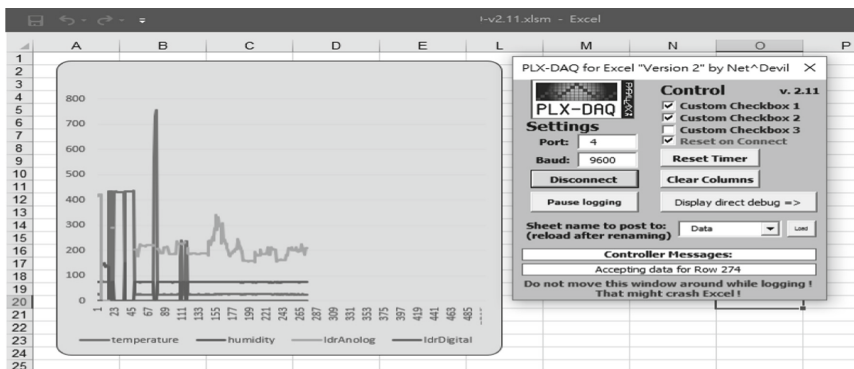 -v2.11.xlsm - Excel
A B C D E L M N O P
1
2
3
4
5
6
7
8
9
10
11
12
13
14
15
16
17
18
19
20
21
22
23
24
25
800
700
600
500
400
300
200
100
0
1 23 45 67 89 111 133 155 177 199 221 243 265 287 309 331 353 375 397 419 441 463 485
temperature humidity ldrAnolog ldrDigital
PLX-DAQ for Excel "Version 2" by Net^Devil
PLX-DAQ
PARALLAX
Control v. 2.11
Custom Checkbox 1
Custom Checkbox 2
Custom Checkbox 3
Reset on Connect
Settings
Port: 4
Baud: 9600
Reset Timer
Disconnect
Clear Columns
Pause logging
Display direct debug =>
Sheet name to post to:
(reload after renaming)
Data
Load
Controller Messages:
Accepting data for Row 274
Do not move this window around while logging !
That might crash Excel !